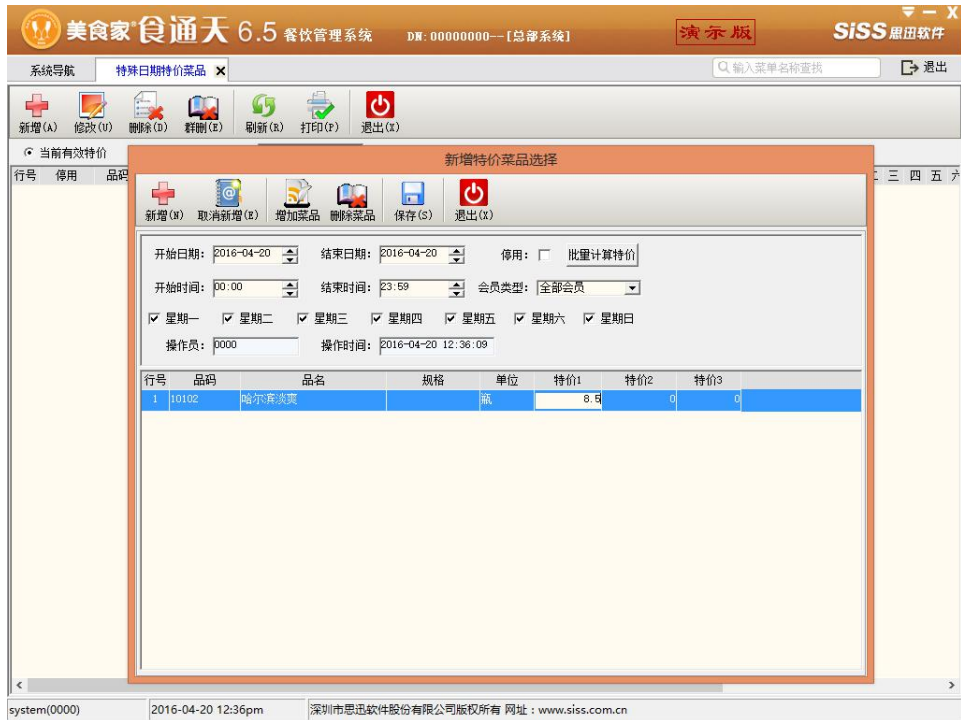 美食家 食通天 6.5 餐饮管理系统 DN:00000000--[总部系统] 演示版 SiSS 思迅软件
系统导航 特殊日期特价菜品 X 输入菜单名称查找 退出
新增(A) 修改(U) 删除(D) 群删(E) 刷新(R) 打印(P) 退出(X)
当前有效特价
行号 停用 品码 三 四 五 六
新增特价菜品选择
新增(N) 取消新增(E) 增加菜品 删除菜品 保存(S) 退出(X)
开始日期: 2016-04-20 结束日期: 2016-04-20 停用: 批量计算特价
开始时间: 00:00 结束时间: 23:59 会员类型: 全部会员
星期一 星期二 星期三 星期四 星期五 星期六 星期日
操作员: 0000 操作时间: 2016-04-20 12:36:09
行号 品码 品名 规格 单位 特价1 特价2 特价3
1 10102 哈尔滨淡爽 瓶 8.5 0 0
system(0000) 2016-04-20 12:36pm 深圳市思迅软件股份有限公司版权所有 网址：www.siss.com.cn